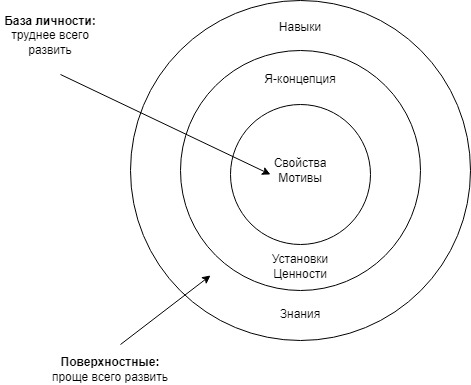 База личности:
труднее всего
развить
Навыки
Я-концепция
Свойства
Мотивы
Установки
Ценности
Знания
Поверхностные:
проще всего развить